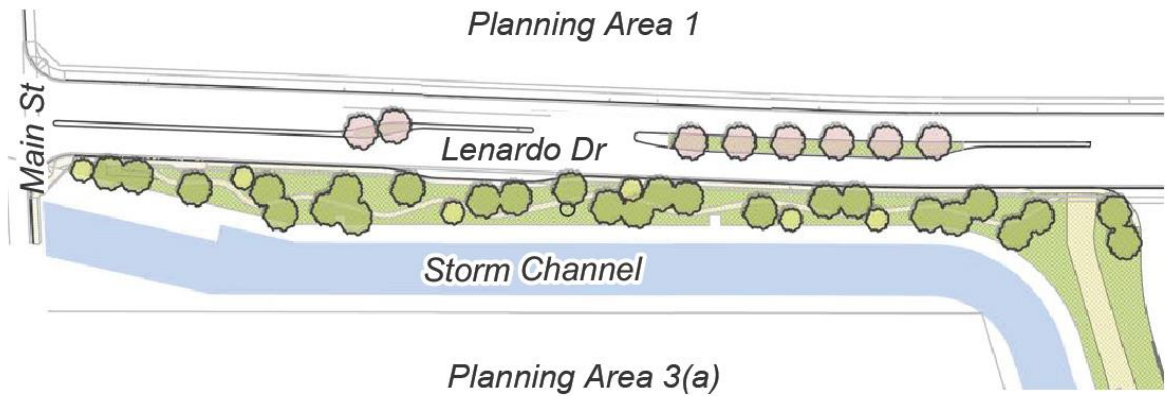 Planning Area 1
Main St
Lenardo Dr
Storm Channel
Planning Area 3(a)